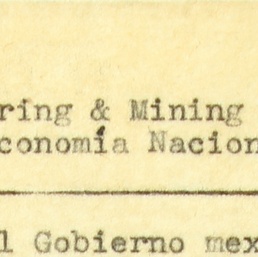 ring & Mining
conomía Nacion
l Gobierno mex